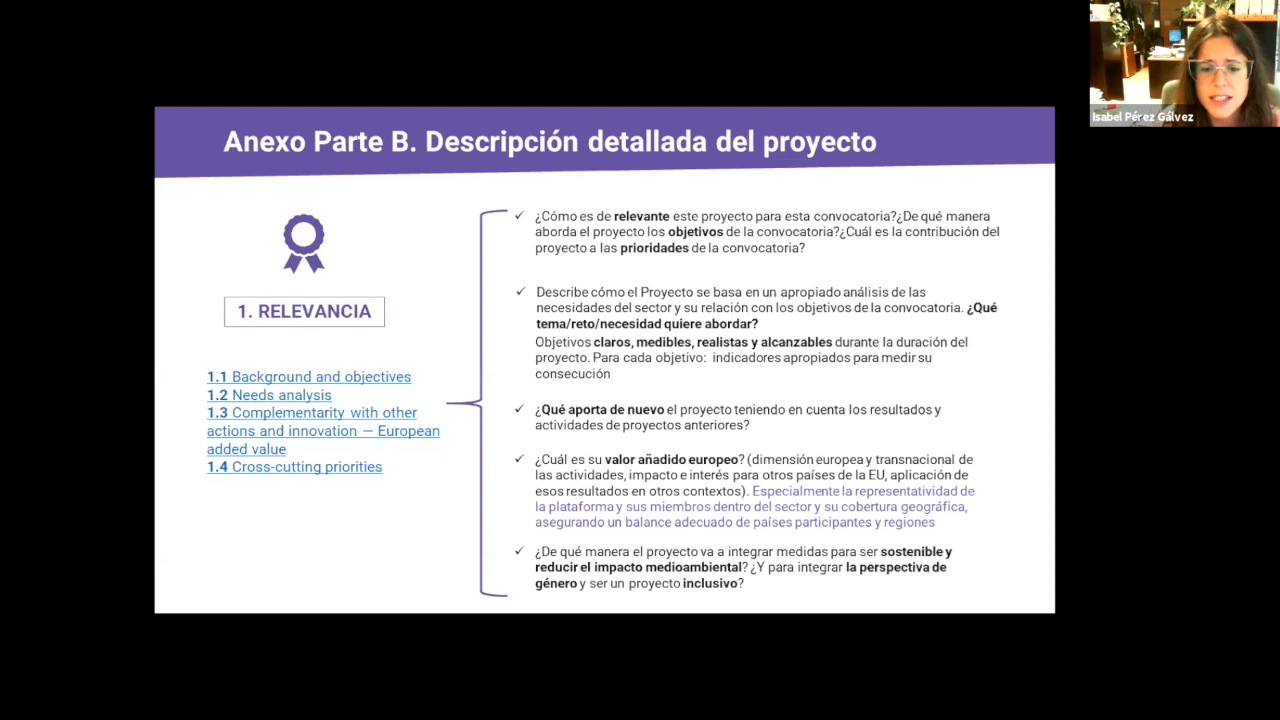 Isabel Pérez Gálvez
Anexo Parte B. Descripción detallada del proyecto
1. RELEVANCIA
1.1 Background and objectives
1.2 Needs analysis
1.3 Complementarity with other
actions and innovation — European
added value
1.4 Cross-cutting priorities
✓ ¿Cómo es de relevante este proyecto para esta convocatoria?¿De qué manera
aborda el proyecto los objetivos de la convocatoria?¿Cuál es la contribución del
proyecto a las prioridades de la convocatoria?
✓ Describe cómo el Proyecto se basa en un apropiado análisis de las
necesidades del sector y su relación con los objetivos de la convocatoria. ¿Qué
tema/reto/necesidad quiere abordar?
Objetivos claros, medibles, realistas y alcanzables durante la duración del
proyecto. Para cada objetivo: indicadores apropiados para medir su
consecución
✓ ¿Qué aporta de nuevo el proyecto teniendo en cuenta los resultados y
actividades de proyectos anteriores?
✓ ¿Cuál es su valor añadido europeo? (dimensión europea y transnacional de
las actividades, impacto e interés para otros países de la EU, aplicación de
esos resultados en otros contextos). Especialmente la representatividad de
la plataforma y sus miembros dentro del sector y su cobertura geográfica,
asegurando un balance adecuado de países participantes y regiones
✓ ¿De qué manera el proyecto va a integrar medidas para ser sostenible y
reducir el impacto medioambiental? ¿Y para integrar la perspectiva de
género y ser un proyecto inclusivo?